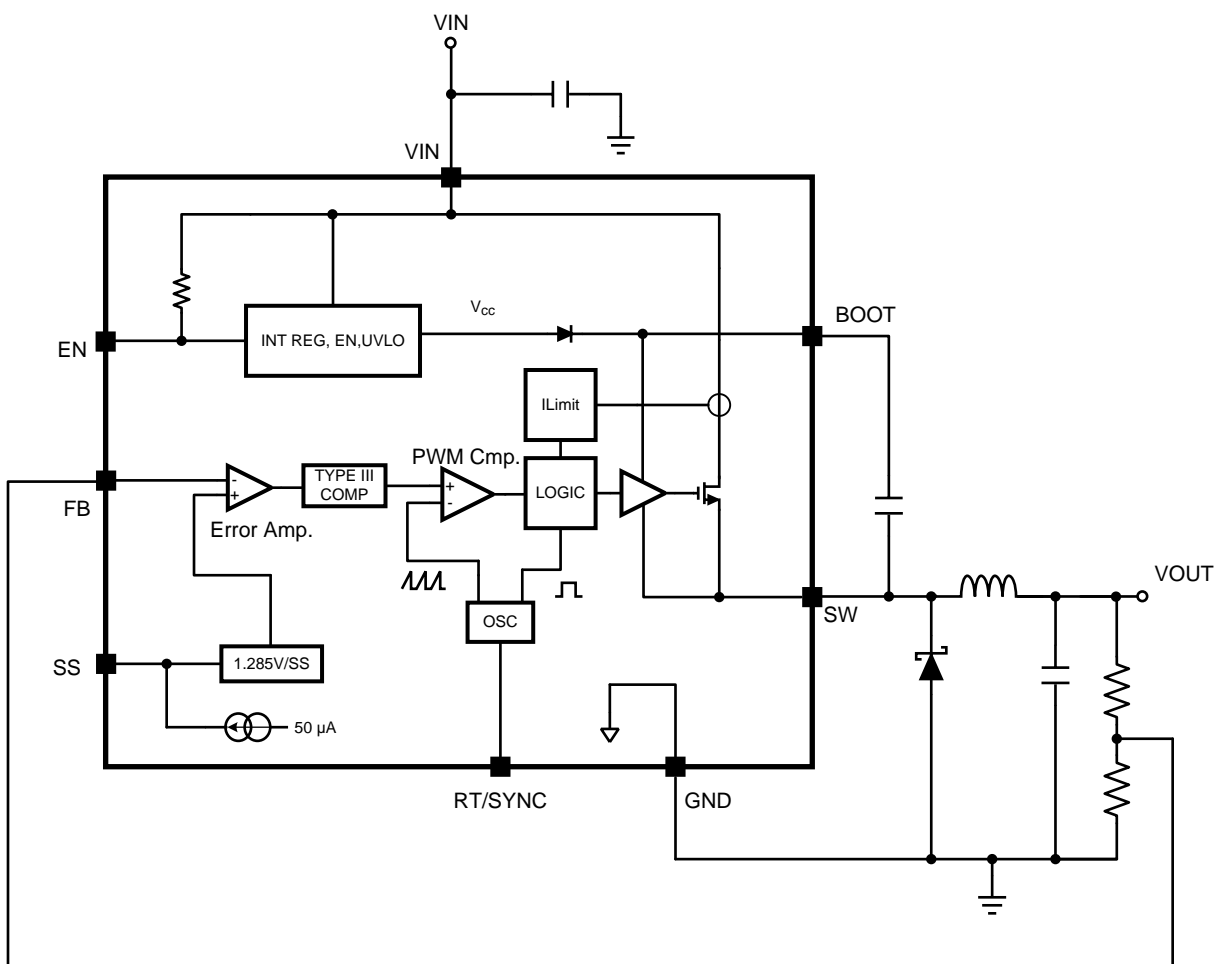 VIN
VIN
BOOT
V_cc
EN
INT REG, EN,UVLO
ILimit
PWM Cmp.
TYPE III
COMP
+
-
LOGIC
-
+
FB
Error Amp.
VOUT
OSC
SW
SS
1.285V/SS
50 µA
RT/SYNC
GND